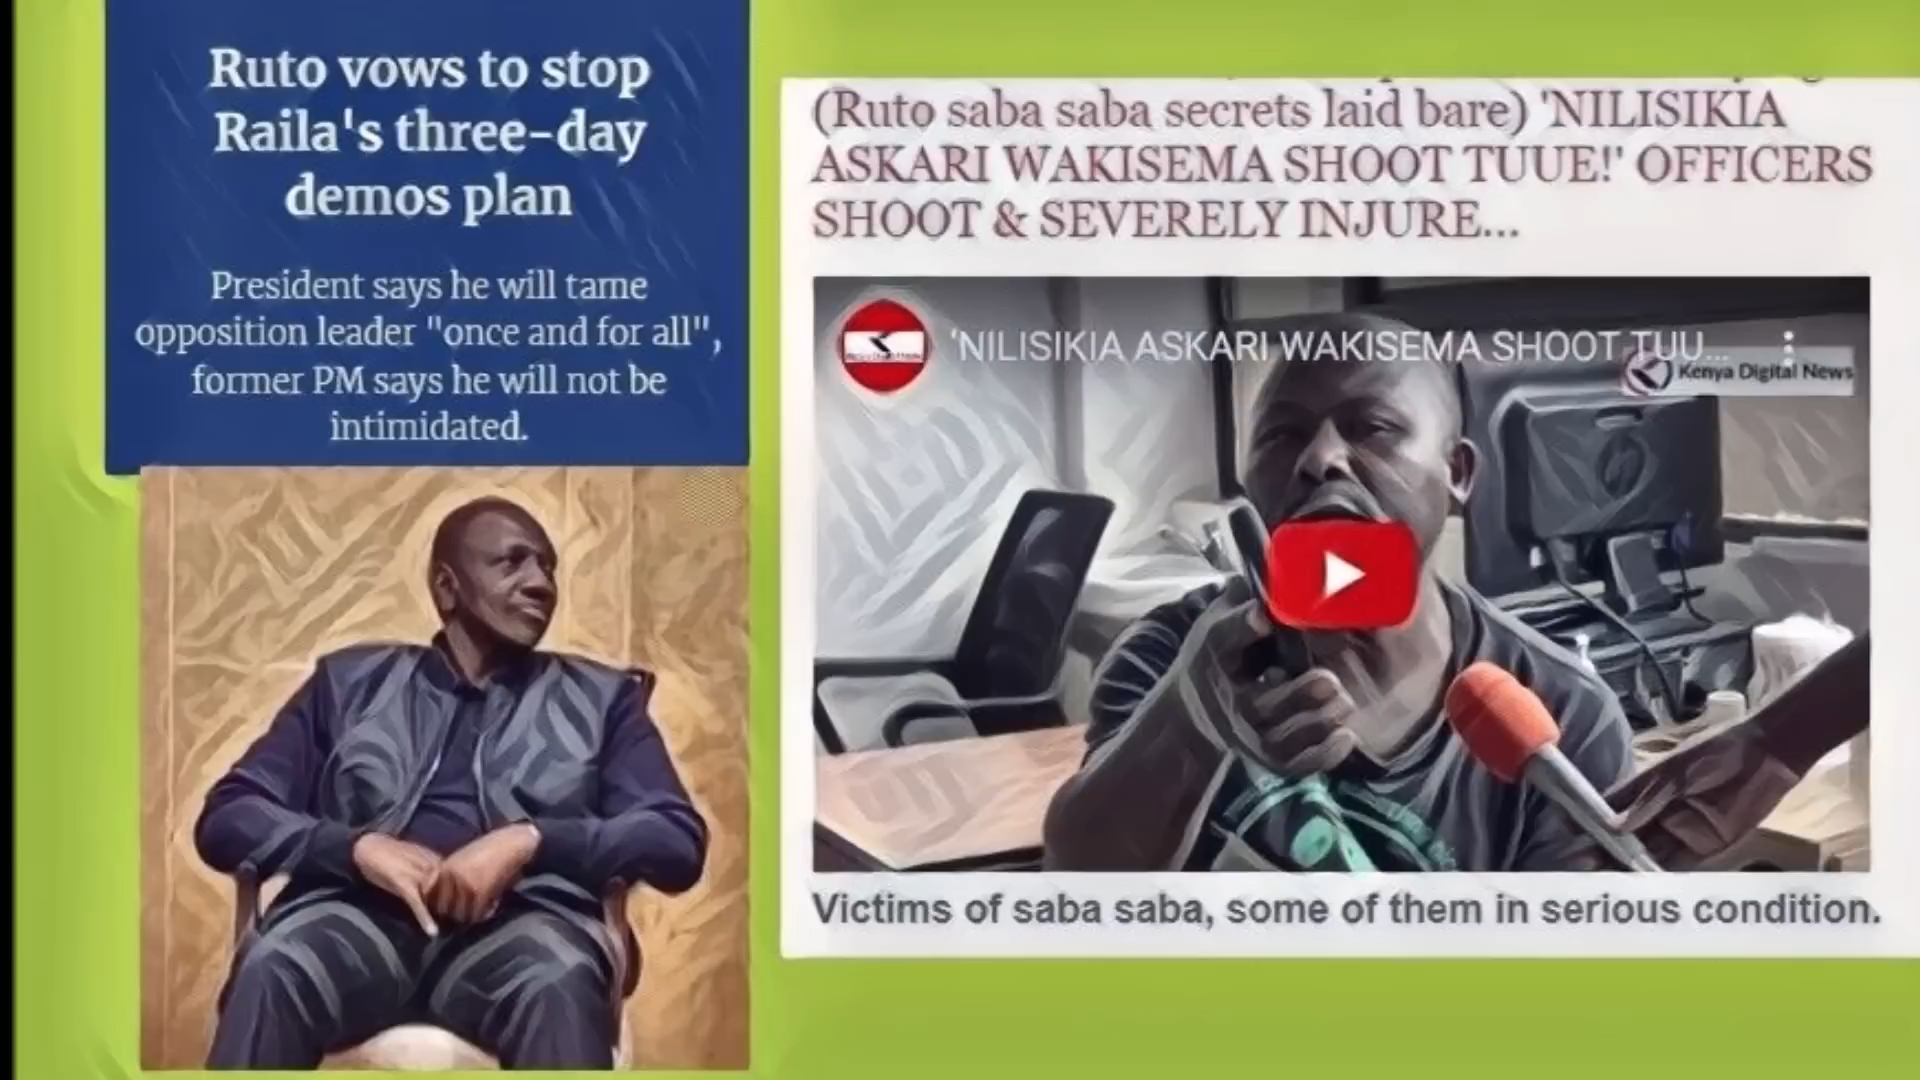 Ruto vows to stop
Raila's three-day
demos plan
President says he will tame
opposition leader "once and for all",
former PM says he will not be
intimidated.
(Ruto saba saba secrets laid bare) 'NILISIKIA
ASKARI WAKISEMA SHOOT TUUE!' OFFICERS
SHOOT & SEVERELY INJURE...
'NILISIKIA ASKARI WAKISEMA SHOOT TUU...
Kenya Digital News
Victims of saba saba, some of them in serious condition.